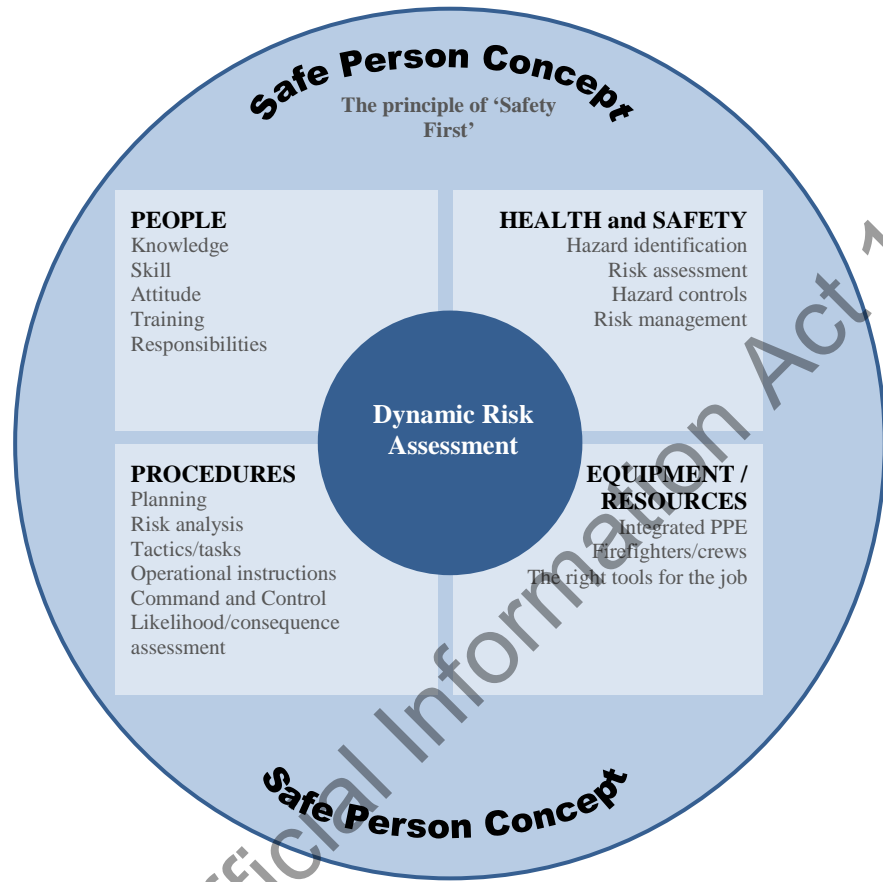 Safe Person Concept
The principle of ‘Safety
First’
PEOPLE
Knowledge
Skill
Attitude
Training
Responsibilities
HEALTH and SAFETY
Hazard identification
Risk assessment
Hazard controls
Risk management
Dynamic Risk
Assessment
PROCEDURES
Planning
Risk analysis
Tactics/tasks
Operational instructions
Command and Control
Likelihood/consequence
assessment
EQUIPMENT /
RESOURCES
Integrated PPE
Firefighters/crews
The right tools for the job
Safe Person Concept
Information Act